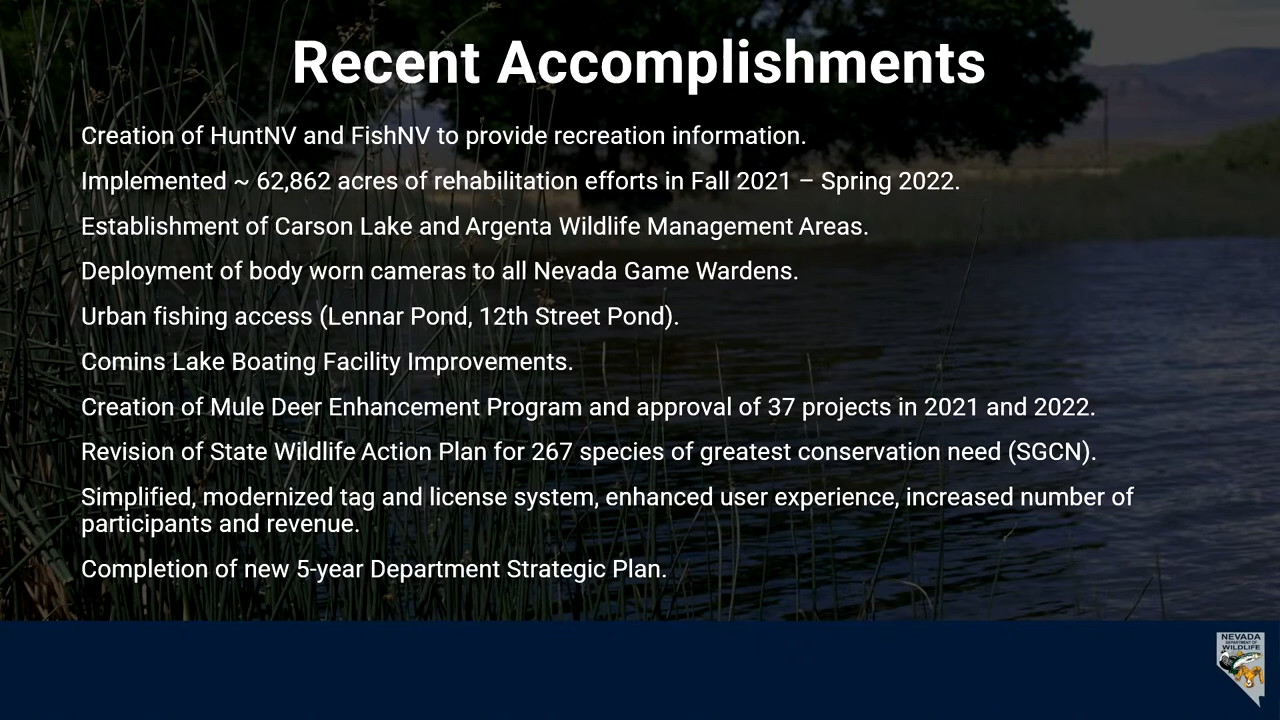 Recent Accomplishments
Creation of HuntNV and FishNV to provide recreation information.
Implemented ~ 62,862 acres of rehabilitation efforts in Fall 2021 – Spring 2022.
Establishment of Carson Lake and Argenta Wildlife Management Areas.
Deployment of body worn cameras to all Nevada Game Wardens.
Urban fishing access (Lennar Pond, 12th Street Pond).
Comins Lake Boating Facility Improvements.
Creation of Mule Deer Enhancement Program and approval of 37 projects in 2021 and 2022.
Revision of State Wildlife Action Plan for 267 species of greatest conservation need (SGCN).
Simplified, modernized tag and license system, enhanced user experience, increased number of
participants and revenue.
Completion of new 5-year Department Strategic Plan.
NEVADA
DEPARTMENT OF
WILDLIFE